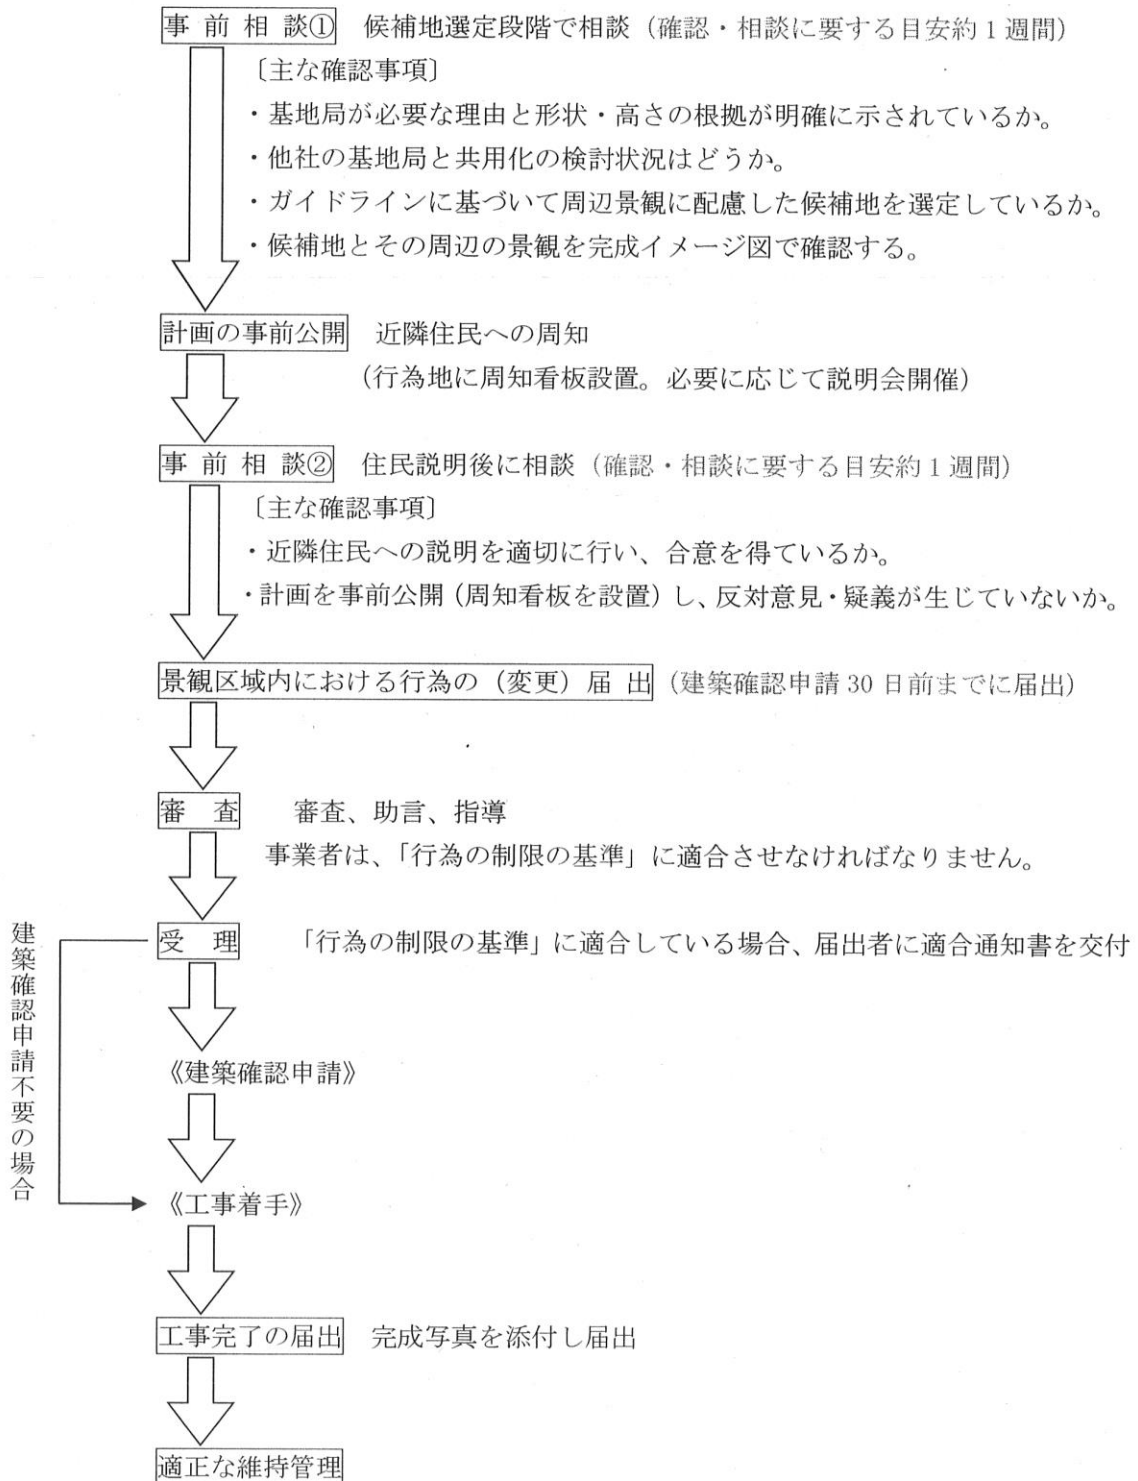 事前相談① 候補地選定段階で相談（確認・相談に要する目安約１週間）
〔主な確認事項〕
・基地局が必要な理由と形状・高さの根拠が明確に示されているか。
・他社の基地局と共用化の検討状況はどうか。
・ガイドラインに基づいて周辺景観に配慮した候補地を選定しているか。
・候補地とその周辺の景観を完成イメージ図で確認する。
計画の事前公開 近隣住民への周知
（行為地に周知看板設置。必要に応じて説明会開催）
事前相談② 住民説明後に相談（確認・相談に要する目安約１週間）
〔主な確認事項〕
・近隣住民への説明を適切に行い、合意を得ているか。
・計画を事前公開（周知看板を設置）し、反対意見・疑義が生じていないか。
景観区域内における行為の（変更）届出（建築確認申請 30 日前までに届出）
審査 審査、助言、指導
事業者は、「行為の制限の基準」に適合させなければなりません。
受理 「行為の制限の基準」に適合している場合、届出者に適合通知書を交付
建築確認申請不要の場合
《建築確認申請》
《工事着手》
工事完了の届出 完成写真を添付し届出
適正な維持管理